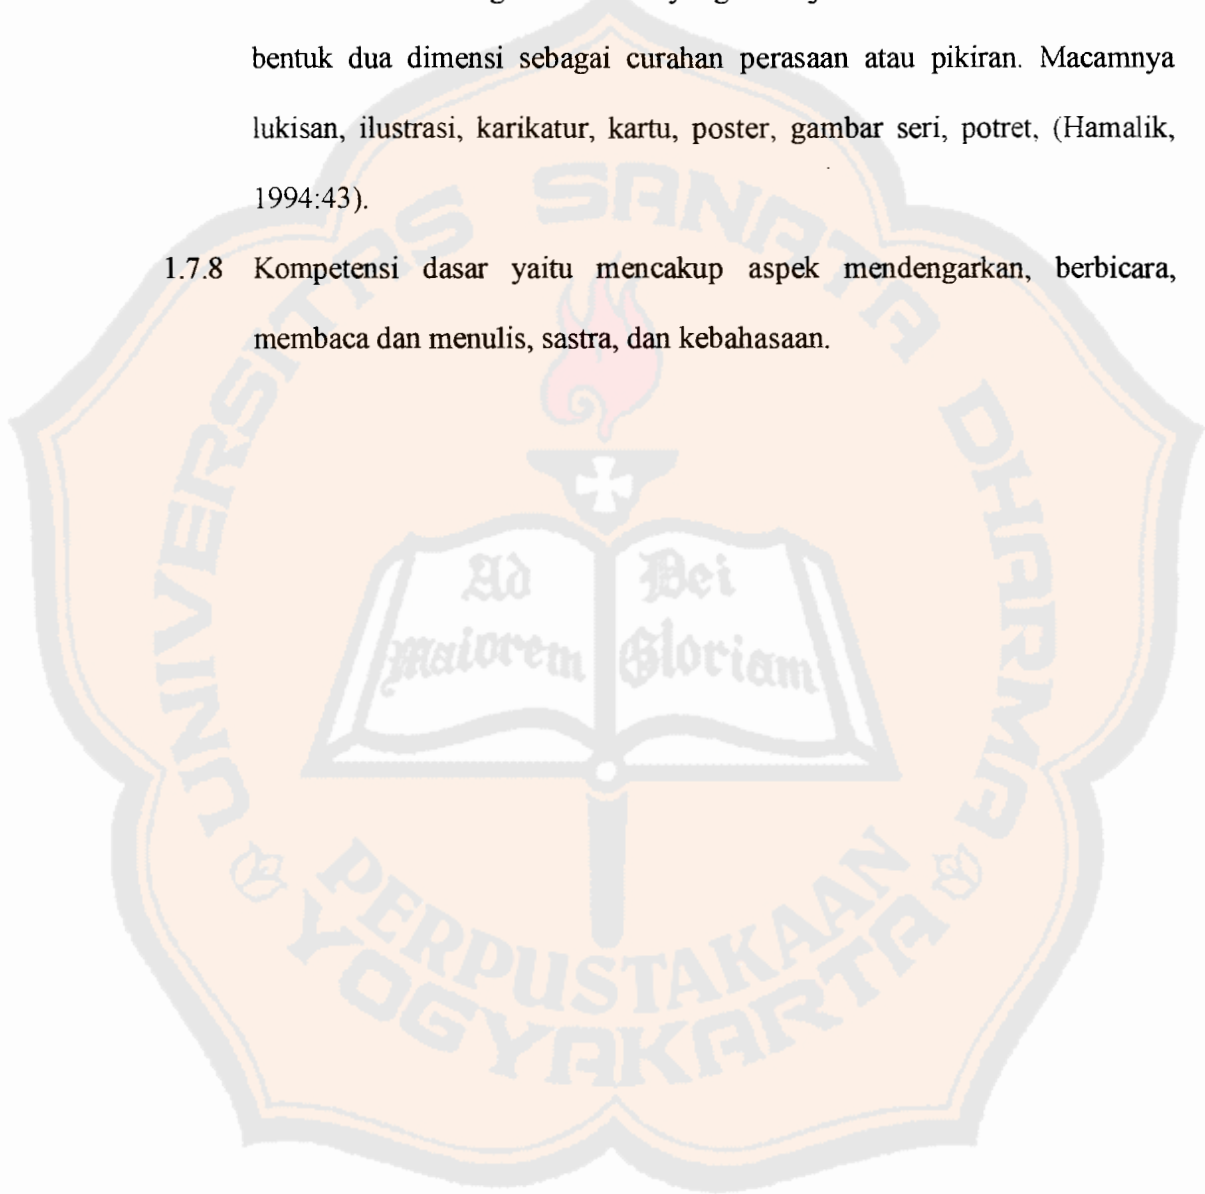 bentuk dua dimensi sebagai curahan perasaan atau pikiran. Macamnya
lukisan, ilustrasi, karikatur, kartu, poster, gambar seri, potret, (Hamalik,
1994:43).
1.7.8 Kompetensi dasar yaitu mencakup aspek mendengarkan, berbicara,
membaca dan menulis, sastra, dan kebahasaan.
UNIVERSITAS SANATA DHARMA
Ad Dei
Maiorem Gloriam
PERPUSTAKAAN
YOGYAKARTA